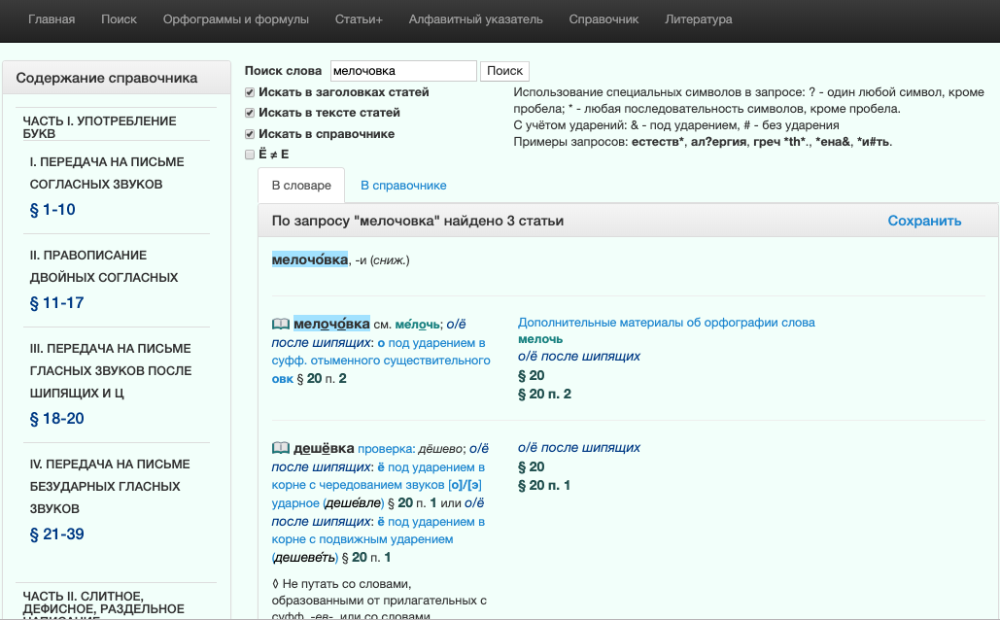 Главная Поиск Орфограммы и формулы Статьи+ Алфавитный указатель Справочник Литература
Содержание справочника
ЧАСТЬ I. УПОТРЕБЛЕНИЕ
БУКВ
I. ПЕРЕДАЧА НА ПИСЬМЕ
СОГЛАСНЫХ ЗВУКОВ
§ 1-10
II. ПРАВОПИСАНИЕ
ДВОЙНЫХ СОГЛАСНЫХ
§ 11-17
III. ПЕРЕДАЧА НА ПИСЬМЕ
ГЛАСНЫХ ЗВУКОВ ПОСЛЕ
ШИПЯЩИХ И Ц
§ 18-20
IV. ПЕРЕДАЧА НА ПИСЬМЕ
БЕЗУДАРНЫХ ГЛАСНЫХ
ЗВУКОВ
§ 21-39
ЧАСТЬ II. СЛИТНОЕ,
ДЕФИСНОЕ, РАЗДЕЛЬНОЕ
НАПИСАНИЕ
Поиск слова мелочовка Поиск
Искать в заголовках статей
Искать в тексте статей
Искать в справочнике
Ё ≠ Е
Использование специальных символов в запросе: ? - один любой символ, кроме
пробела; * - любая последовательность символов, кроме пробела.
С учётом ударений: & - под ударением, # - без ударения
Примеры запросов: естеств*, ал?ергия, греч *th*., *ена&, *и#ть.
В словаре В справочнике
По запросу "мелочовка" найдено 3 статьи Сохранить
мелочо́вка, -и (сниж.)
мелочо́вка см. ме́лочь; о/ё
после шипящих: о под ударением в
суфф. отыменного существительного
овк § 20 п. 2
Дополнительные материалы об орфографии слова
мелочь
о/ё после шипящих
§ 20
§ 20 п. 2
дешёвка проверка: дёшево; о/ё
после шипящих: ё под ударением в
корне с чередованием звуков [о]/[э]
ударное (деше́вле) § 20 п. 1 или о/ё
после шипящих: ё под ударением в
корне с подвижным ударением
(дешеве́ть) § 20 п. 1
◊ Не путать со словами,
образованными от прилагательных с
суфф. -ев-, или со словами,
о/ё после шипящих
§ 20
§ 20 п. 1